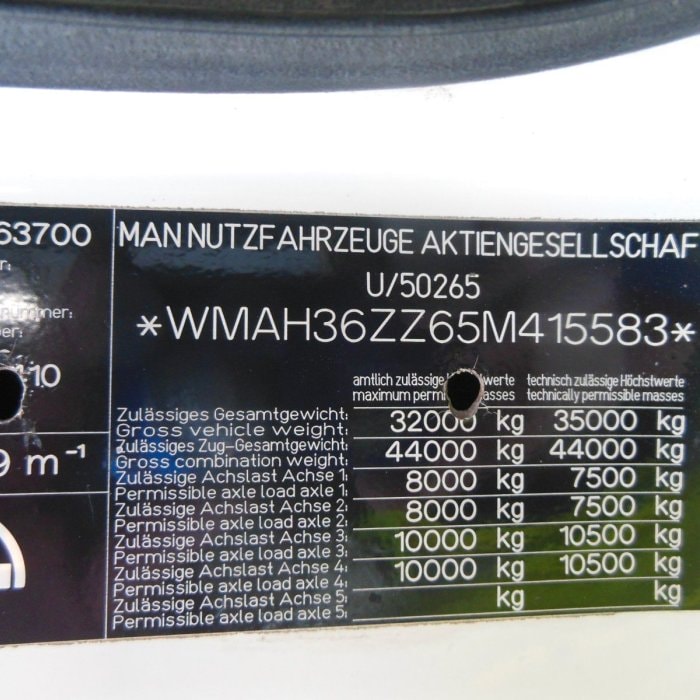 63700
MAN NUTZFAHRZEUGE AKTIENGESELLSCHAF
U/50265
*WMAH36ZZ65M415583*
10
9 m⁻¹
amtlich zulässige technisch zulässige Höchstwerte
maximum masses technically permissible masses
Zulässiges Gesamtgewicht:
Gross vehicle weight: 32000 kg 35000 kg
Zulässiges Zug-Gesamtgewicht:
Gross combination weight: 44000 kg 44000 kg
Zulässige Achslast Achse 1:
Permissible axle load axle 1: 8000 kg 7500 kg
Zulässige Achslast Achse 2:
Permissible axle load axle 2: 8000 kg 7500 kg
Zulässige Achslast Achse 3:
Permissible axle load axle 3: 10000 kg 10500 kg
Zulässige Achslast Achse 4:
Permissible axle load axle 4: 10000 kg 10500 kg
Zulässige Achslast Achse 5:
Permissible axle load axle 5: kg kg